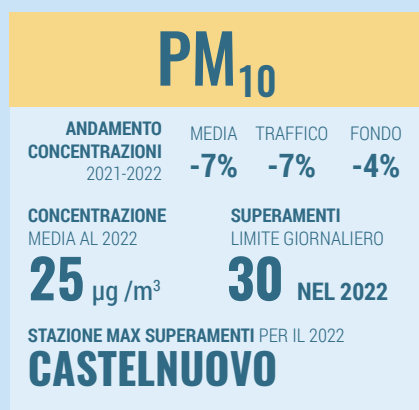 PM10
ANDAMENTO CONCENTRAZIONI 2021-2022
MEDIA -7%
TRAFFICO -7%
FONDO -4%
CONCENTRAZIONE
MEDIA AL 2022
25 µg /m³
SUPERAMENTI
LIMITE GIORNALIERO
30 NEL 2022
STAZIONE MAX SUPERAMENTI PER IL 2022
CASTELNUOVO